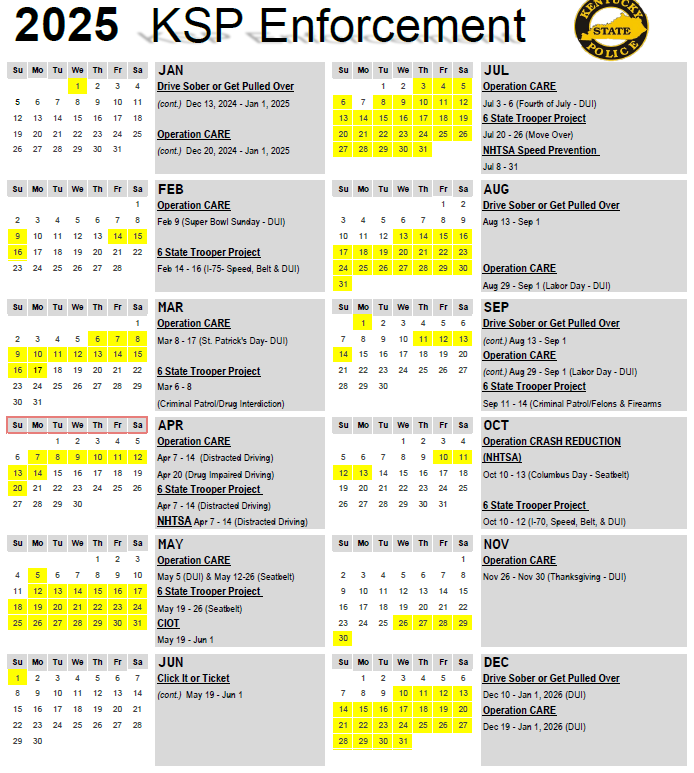 2025 KSP Enforcement
KENTUCKY
STATE
POLICE
Su Mo Tu We Th Fr Sa
1 2 3 4
5 6 7 8 9 10 11
12 13 14 15 16 17 18
19 20 21 22 23 24 25
26 27 28 29 30 31
JAN
Drive Sober or Get Pulled Over
(cont.) Dec 13, 2024 - Jan 1, 2025
Operation CARE
(cont.) Dec 20, 2024 - Jan 1, 2025
Su Mo Tu We Th Fr Sa
1 2 3 4 5
6 7 8 9 10 11 12
13 14 15 16 17 18 19
20 21 22 23 24 25 26
27 28 29 30 31
JUL
Operation CARE
Jul 3 - 6 (Fourth of July - DUI)
6 State Trooper Project
Jul 20 - 26 (Move Over)
NHTSA Speed Prevention
Jul 8 - 31
Su Mo Tu We Th Fr Sa
1
2 3 4 5 6 7 8
9 10 11 12 13 14 15
16 17 18 19 20 21 22
23 24 25 26 27 28
FEB
Operation CARE
Feb 9 (Super Bowl Sunday - DUI)
6 State Trooper Project
Feb 14 - 16 (I-75- Speed, Belt & DUI)
Su Mo Tu We Th Fr Sa
1 2
3 4 5 6 7 8 9
10 11 12 13 14 15 16
17 18 19 20 21 22 23
24 25 26 27 28 29 30
31
AUG
Drive Sober or Get Pulled Over
Aug 13 - Sep 1
Operation CARE
Aug 29 - Sep 1 (Labor Day - DUI)
Su Mo Tu We Th Fr Sa
1
2 3 4 5 6 7 8
9 10 11 12 13 14 15
16 17 18 19 20 21 22
23 24 25 26 27 28 29
30 31
MAR
Operation CARE
Mar 8 - 17 (St. Patrick's Day- DUI)
6 State Trooper Project
Mar 6 - 8
(Criminal Patrol/Drug Interdiction)
Su Mo Tu We Th Fr Sa
1 2 3 4 5 6
7 8 9 10 11 12 13
14 15 16 17 18 19 20
21 22 23 24 25 26 27
28 29 30
SEP
Drive Sober or Get Pulled Over
(cont.) Aug 13 - Sep 1
Operation CARE
(cont.) Aug 29 - Sep 1 (Labor Day - DUI)
6 State Trooper Project
Sep 11 - 14 (Criminal Patrol/Felons & Firearms
Su Mo Tu We Th Fr Sa
1 2 3 4 5
6 7 8 9 10 11 12
13 14 15 16 17 18 19
20 21 22 23 24 25 26
27 28 29 30
APR
Operation CARE
Apr 7 - 14 (Distracted Driving)
Apr 20 (Drug Impaired Driving)
6 State Trooper Project
Apr 7 - 14 (Distracted Driving)
NHTSA Apr 7 - 14 (Distracted Driving)
Su Mo Tu We Th Fr Sa
1 2 3 4
5 6 7 8 9 10 11
12 13 14 15 16 17 18
19 20 21 22 23 24 25
26 27 28 29 30 31
OCT
Operation CRASH REDUCTION
(NHTSA)
Oct 10 - 13 (Columbus Day - Seatbelt)
6 State Trooper Project
Oct 10 - 12 (I-70, Speed, Belt, & DUI)
Su Mo Tu We Th Fr Sa
1 2 3
4 5 6 7 8 9 10
11 12 13 14 15 16 17
18 19 20 21 22 23 24
25 26 27 28 29 30 31
MAY
Operation CARE
May 5 (DUI) & May 12-26 (Seatbelt)
6 State Trooper Project
May 19 - 26 (Seatbelt)
CIOT
May 19 - Jun 1
Su Mo Tu We Th Fr Sa
1
2 3 4 5 6 7 8
9 10 11 12 13 14 15
16 17 18 19 20 21 22
23 24 25 26 27 28 29
30
NOV
Operation CARE
Nov 26 - Nov 30 (Thanksgiving - DUI)
Su Mo Tu We Th Fr Sa
1 2 3 4 5 6 7
8 9 10 11 12 13 14
15 16 17 18 19 20 21
22 23 24 25 26 27 28
29 30
JUN
Click It or Ticket
(cont.) May 19 - Jun 1
Su Mo Tu We Th Fr Sa
1 2 3 4 5 6
7 8 9 10 11 12 13
14 15 16 17 18 19 20
21 22 23 24 25 26 27
28 29 30 31
DEC
Drive Sober or Get Pulled Over
Dec 10 - Jan 1, 2026 (DUI)
Operation CARE
Dec 19 - Jan 1, 2026 (DUI)